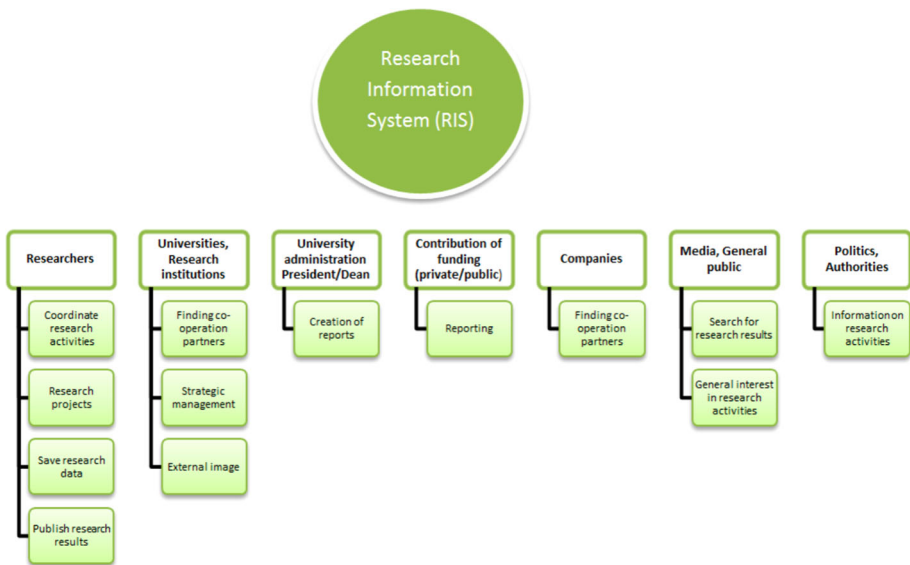 Research
Information
System (RIS)
Researchers
Coordinate
research
activities
Research
projects
Save research
data
Publish research
results
Universities,
Research
institutions
Finding co-
operation
partners
Strategic
management
External image
University
administration
President/Dean
Creation of
reports
Contribution of
funding
(private/public)
Reporting
Companies
Finding co-
operation
partners
Media, General
public
Search for
research results
General interest
in research
activities
Politics,
Authorities
Information on
research
activities